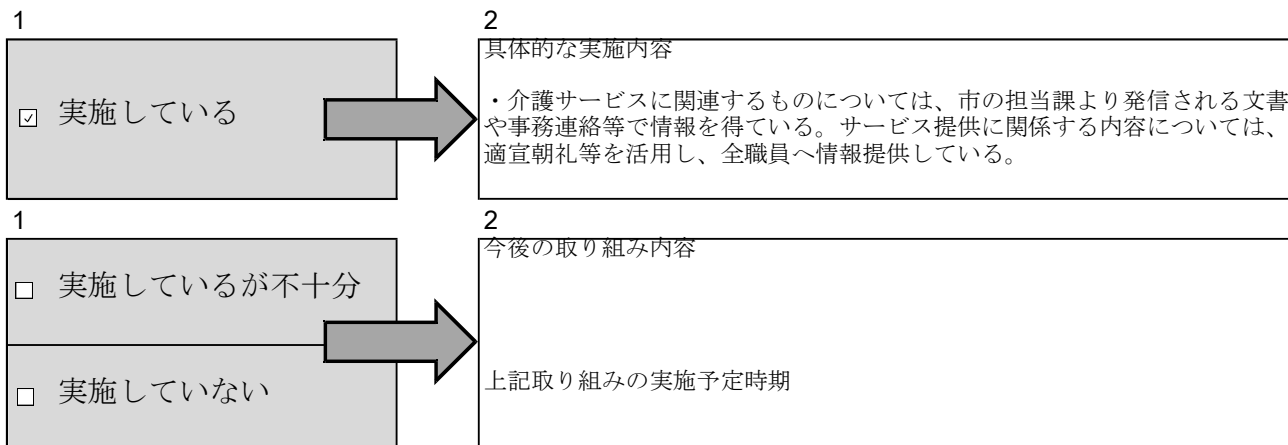 1
2
☑ 実施している
具体的な実施内容
・介護サービスに関連するものについては、市の担当課より発信される文書
や事務連絡等で情報を得ている。サービス提供に関係する内容については、
適宣朝礼等を活用し、全職員へ情報提供している。
1
2
☐ 実施しているが不十分
☐ 実施していない
今後の取り組み内容
上記取り組みの実施予定時期